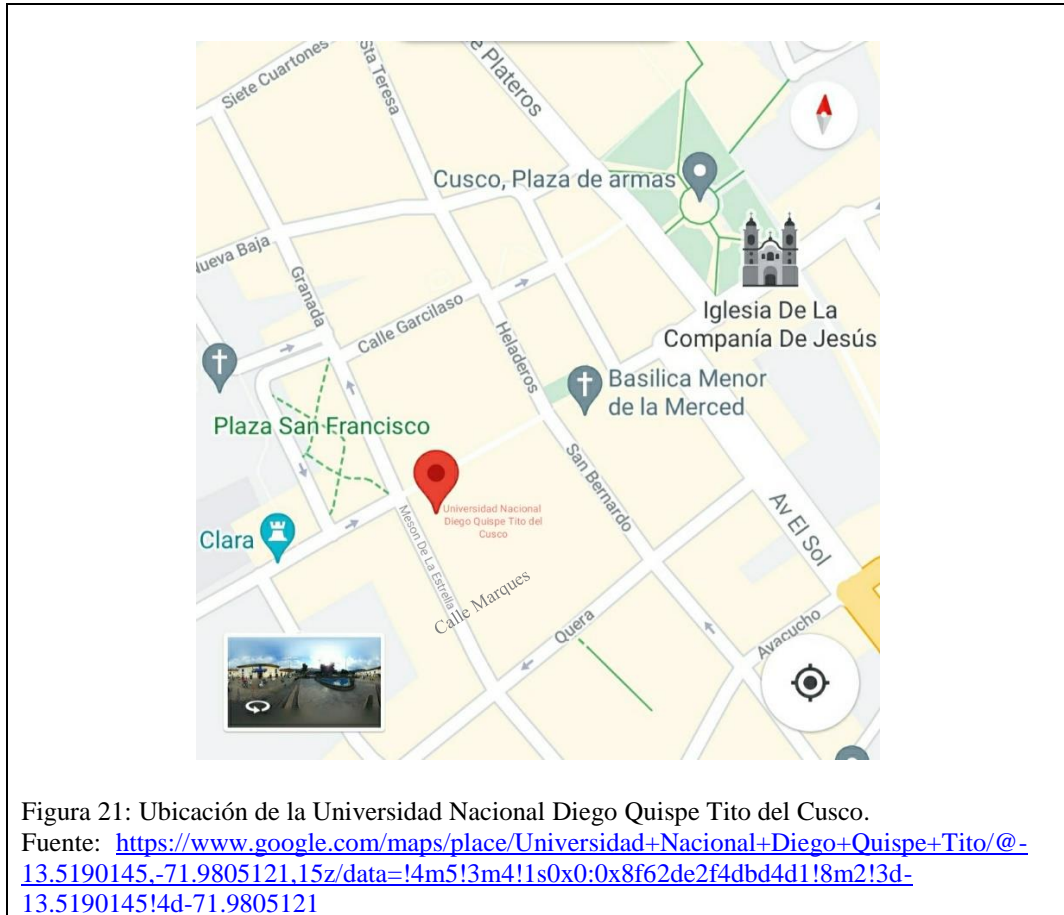 Siete Cuartones
Sta Teresa
e Plateros
Cusco, Plaza de armas
Iglesia De La
Companía De Jesús
Nueva Baja
Granada
Calle Garcilaso
Heladeros
Basilica Menor
de la Merced
Plaza San Francisco
Universidad Nacional
Diego Quispe Tito del
Cusco
San Bernardo
Av El Sol
Clara
Meson De La Estrella
Calle Marques
Quera
Ayacucho
Figura 21: Ubicación de la Universidad Nacional Diego Quispe Tito del Cusco.
Fuente: https://www.google.com/maps/place/Universidad+Nacional+Diego+Quispe+Tito/@-
13.5190145,-71.9805121,15z/data=!4m5!3m4!1s0x0:0x8f62de2f4dbd4d1!8m2!3d-
13.5190145!4d-71.9805121